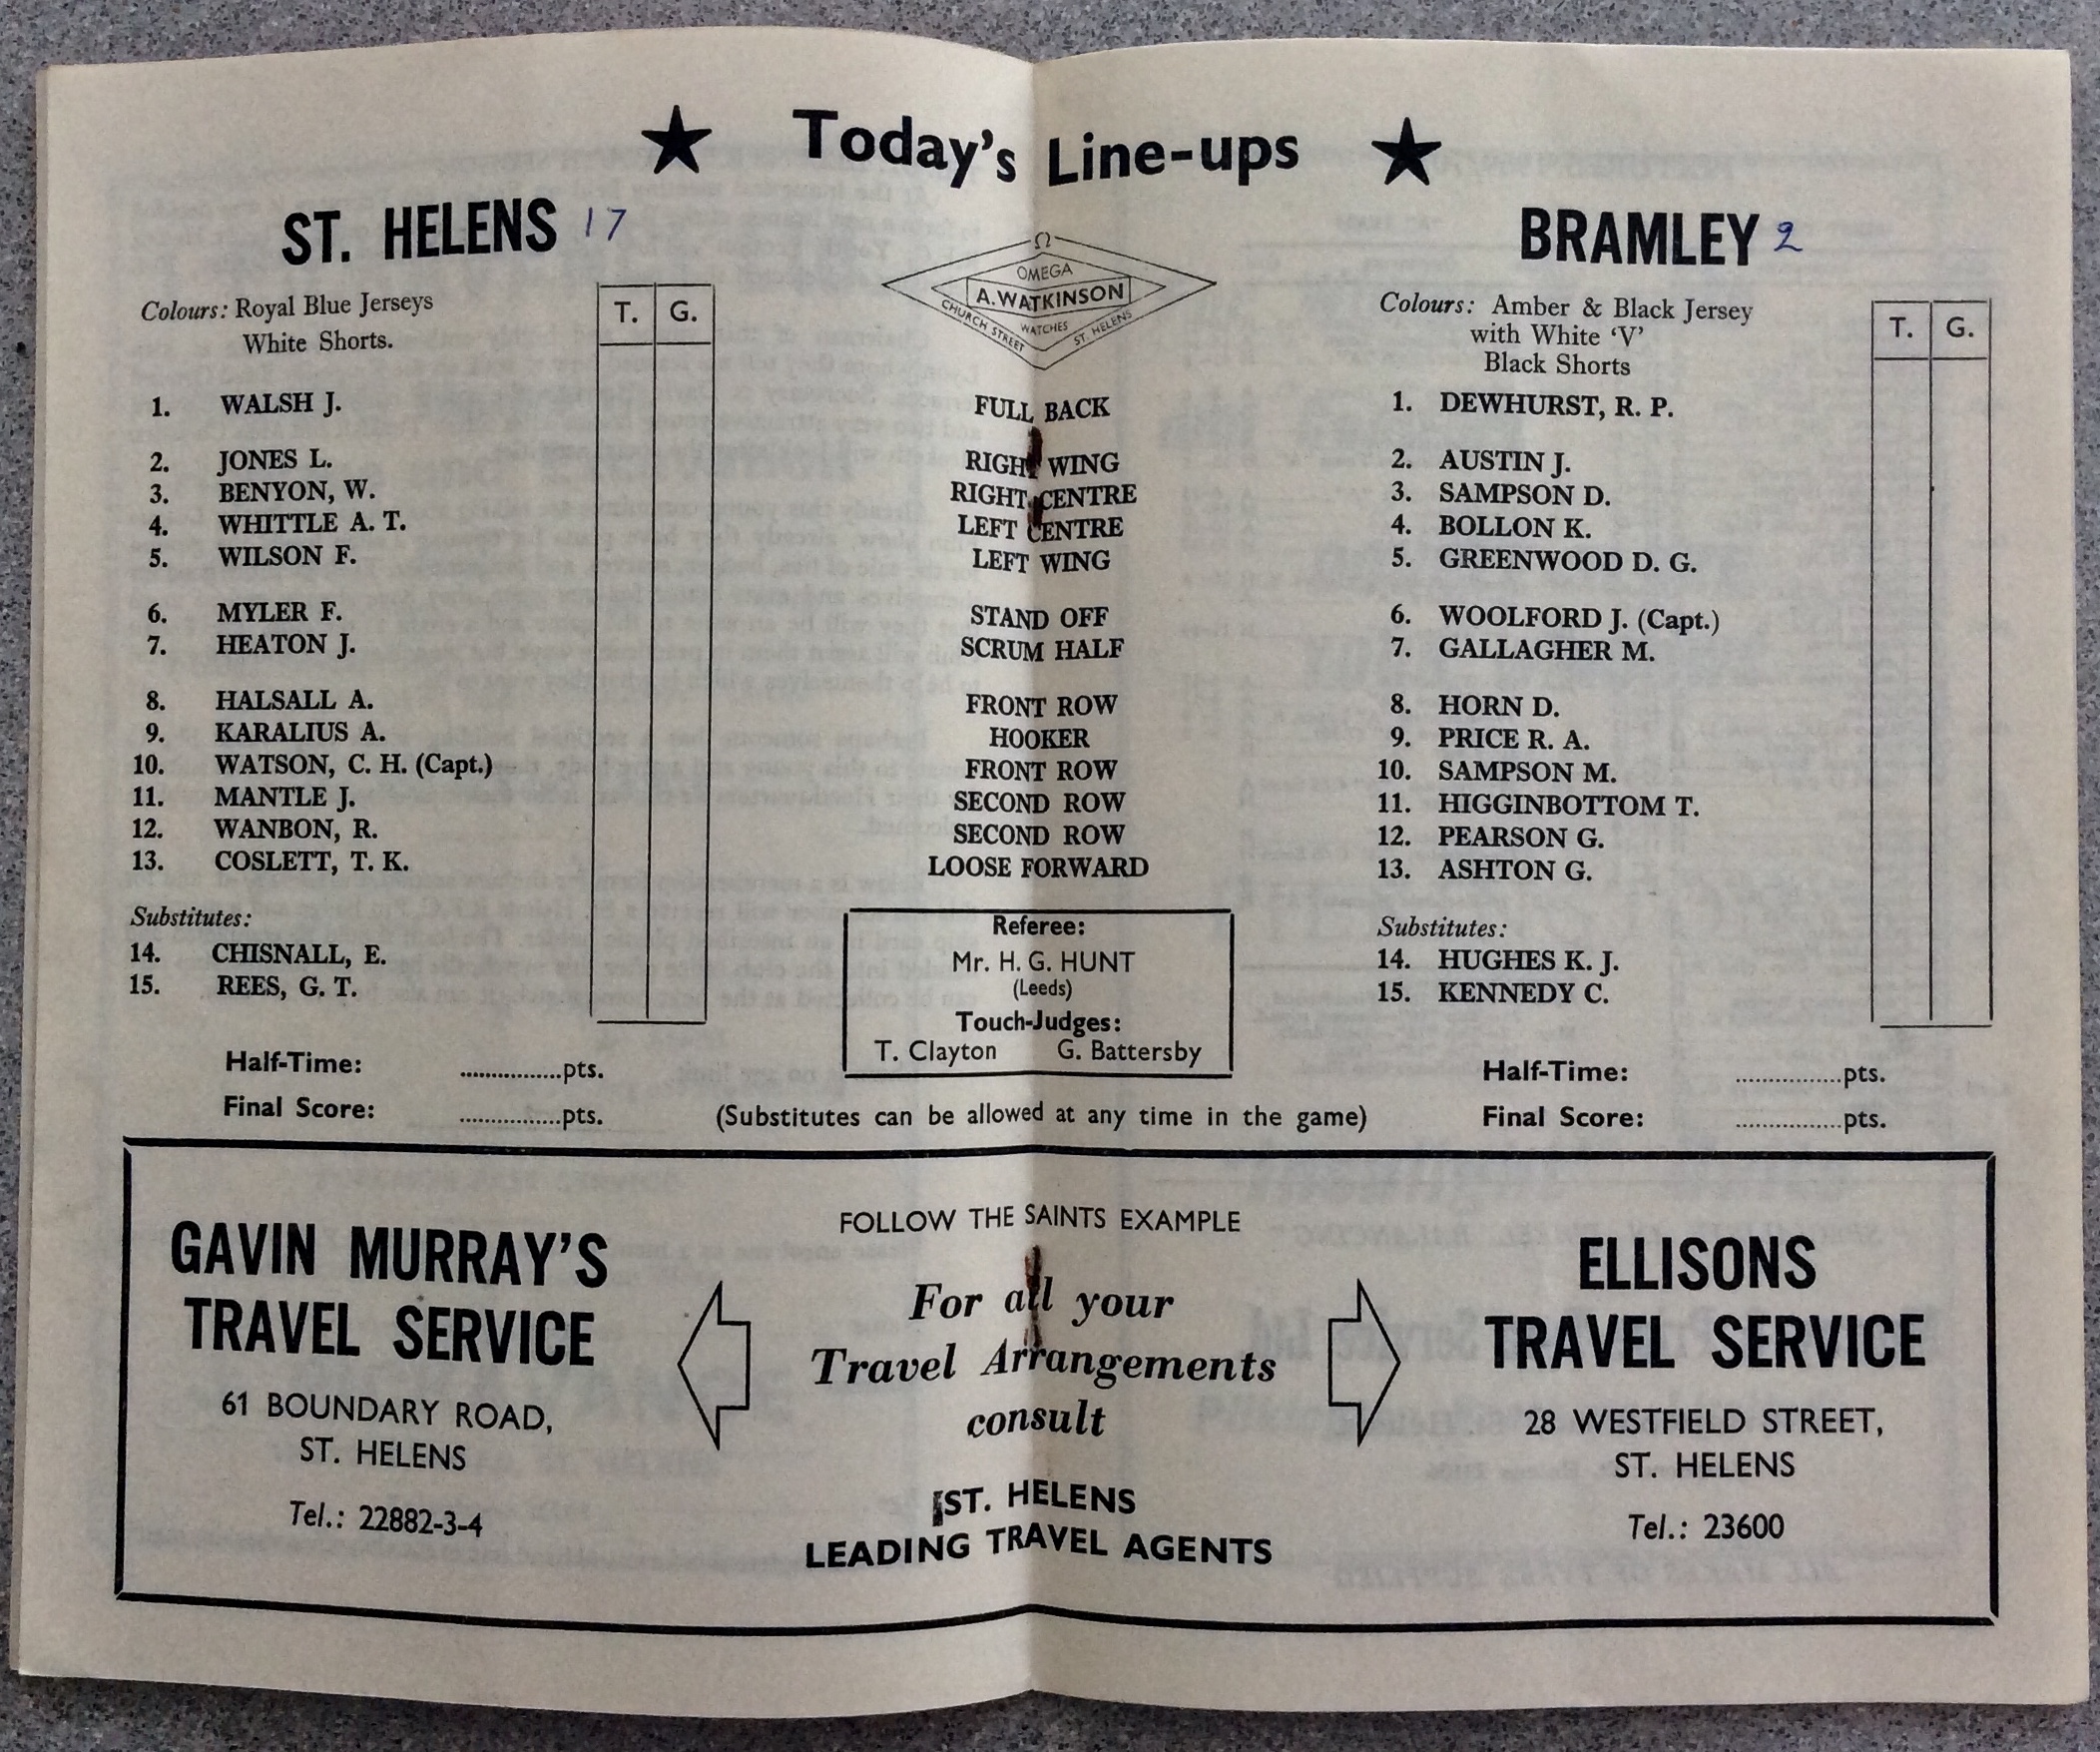 ★ Today's Line-ups ★
ST. HELENS 17
Colours: Royal Blue Jerseys
White Shorts.
T. G.
1. WALSH J.
2. JONES L.
3. BENYON, W.
4. WHITTLE A. T.
5. WILSON F.
6. MYLER F.
7. HEATON J.
8. HALSALL A.
9. KARALIUS A.
10. WATSON, C. H. (Capt.)
11. MANTLE J.
12. WANBON, R.
13. COSLETT, T. K.
Substitutes:
14. CHISNALL, E.
15. REES, G. T.
Half-Time: ................pts.
Final Score: ................pts.
Ω
OMEGA
A. WATKINSON
WATCHES
CHURCH STREET ST. HELENS
FULL BACK
RIGHT WING
RIGHT CENTRE
LEFT CENTRE
LEFT WING
STAND OFF
SCRUM HALF
FRONT ROW
HOOKER
FRONT ROW
SECOND ROW
SECOND ROW
LOOSE FORWARD
Referee:
Mr. H. G. HUNT
(Leeds)
Touch-Judges:
T. Clayton G. Battersby
(Substitutes can be allowed at any time in the game)
BRAMLEY 2
Colours: Amber & Black Jersey
with White 'V'
Black Shorts
T. G.
1. DEWHURST, R. P.
2. AUSTIN J.
3. SAMPSON D.
4. BOLLON K.
5. GREENWOOD D. G.
6. WOOLFORD J. (Capt.)
7. GALLAGHER M.
8. HORN D.
9. PRICE R. A.
10. SAMPSON M.
11. HIGGINBOTTOM T.
12. PEARSON G.
13. ASHTON G.
Substitutes:
14. HUGHES K. J.
15. KENNEDY C.
Half-Time: ................pts.
Final Score: ................pts.
GAVIN MURRAY'S
TRAVEL SERVICE
61 BOUNDARY ROAD,
ST. HELENS
Tel.: 22882-3-4
FOLLOW THE SAINTS EXAMPLE
For all your
Travel Arrangements
consult
ST. HELENS
LEADING TRAVEL AGENTS
ELLISONS
TRAVEL SERVICE
28 WESTFIELD STREET,
ST. HELENS
Tel.: 23600